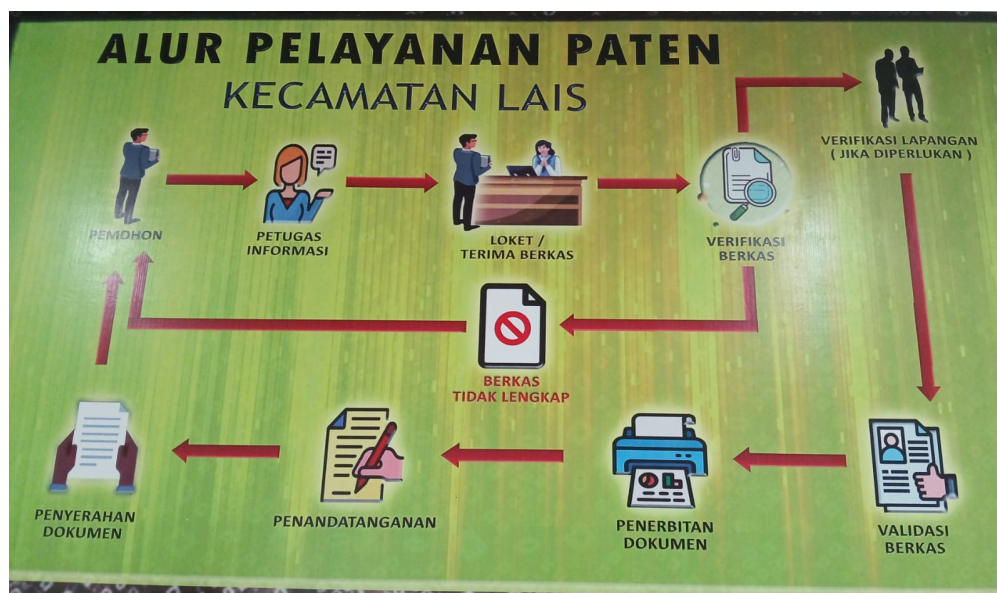 ALUR PELAYANAN PATEN
KECAMATAN LAIS
PEMOHON
PETUGAS
INFORMASI
LOKET /
TERIMA BERKAS
VERIFIKASI
BERKAS
VERIFIKASI LAPANGAN
( JIKA DIPERLUKAN )
BERKAS
TIDAK LENGKAP
PENYERAHAN
DOKUMEN
PENANDATANGANAN
PENERBITAN
DOKUMEN
VALIDASI
BERKAS